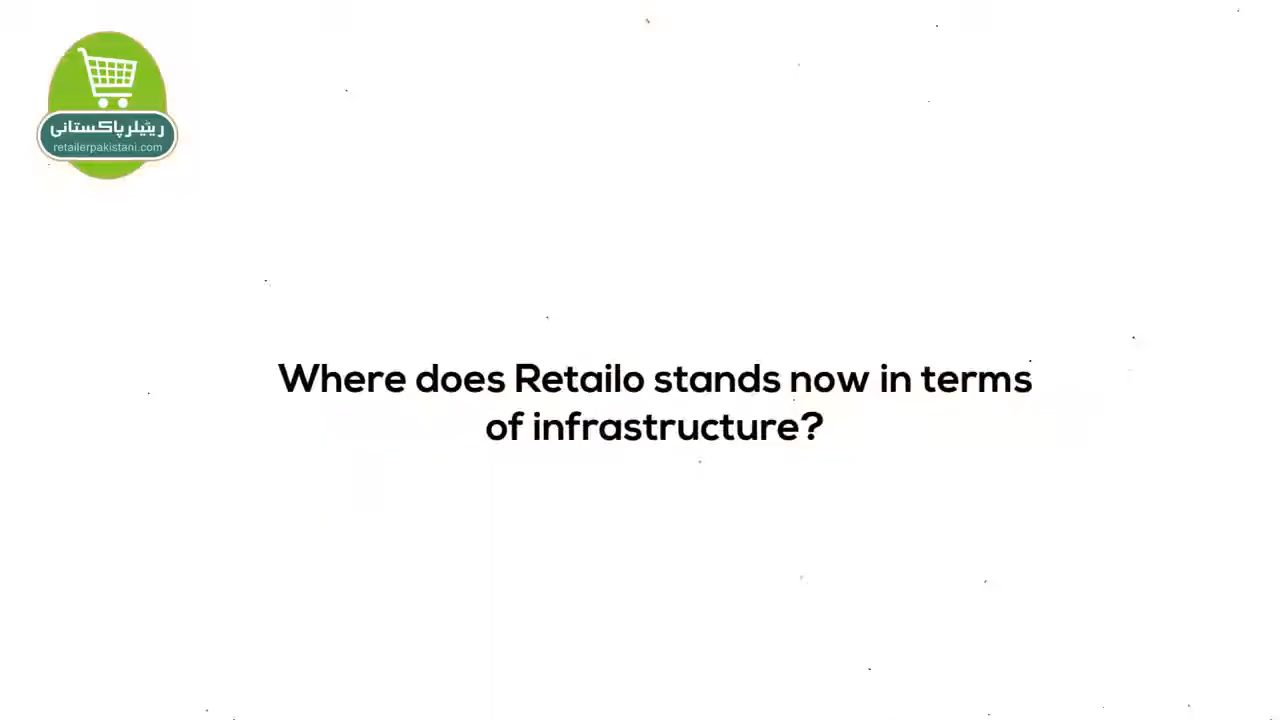 ریٹیلر پاکستانی
retailerpakistani.com
Where does Retailo stands now in terms
of infrastructure?